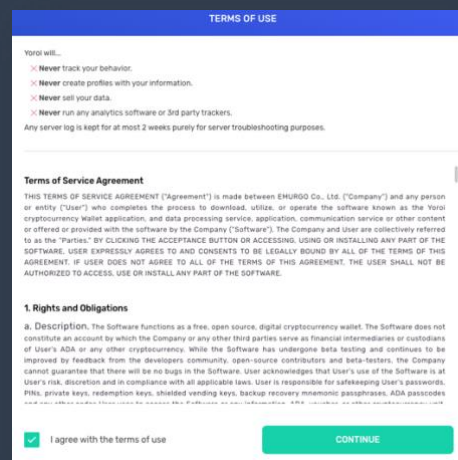 TERMS OF USE
Yoroi will...
Never track your behavior.
Never create profiles with your information.
Never sell your data.
Never run any analytics software or 3rd party trackers.
Any server log is kept for at most 2 weeks purely for server troubleshooting purposes.
Terms of Service Agreement
THIS TERMS OF SERVICE AGREEMENT ("Agreement") is made between EMURGO Co., Ltd. ("Company") and any person
or entity ("User") who completes the process to download, utilize, or operate the software known as the Yoroi
cryptocurrency Wallet application, and data processing service, application, communication service or other content
or offered or provided with the software by the Company ("Software"). The Company and User are collectively referred
to as the "Parties." BY CLICKING THE ACCEPTANCE BUTTON OR ACCESSING, USING OR INSTALLING ANY PART OF THE
SOFTWARE, USER EXPRESSLY AGREES TO AND CONSENTS TO BE LEGALLY BOUND BY ALL OF THE TERMS OF THIS
AGREEMENT. IF USER DOES NOT AGREE TO ALL OF THE TERMS OF THIS AGREEMENT, THE USER SHALL NOT BE
AUTHORIZED TO ACCESS, USE OR INSTALL ANY PART OF THE SOFTWARE.
1. Rights and Obligations
a. Description. The Software functions as a free, open source, digital cryptocurrency wallet. The Software does not
constitute an account by which the Company or any other third parties serve as financial intermediaries or custodians
of User's ADA or any other cryptocurrency. While the Software has undergone beta testing and continues to be
improved by feedback from the developers community, open-source contributors and beta-testers, the Company
cannot guarantee that there will be no bugs in the Software. User acknowledges that User's use of the Software is at
User's risk, discretion and in compliance with all applicable laws. User is responsible for safekeeping User's passwords,
PINs, private keys, redemption keys, shielded vending keys, backup recovery mnemonic passphrases, ADA passcodes
I agree with the terms of use
CONTINUE